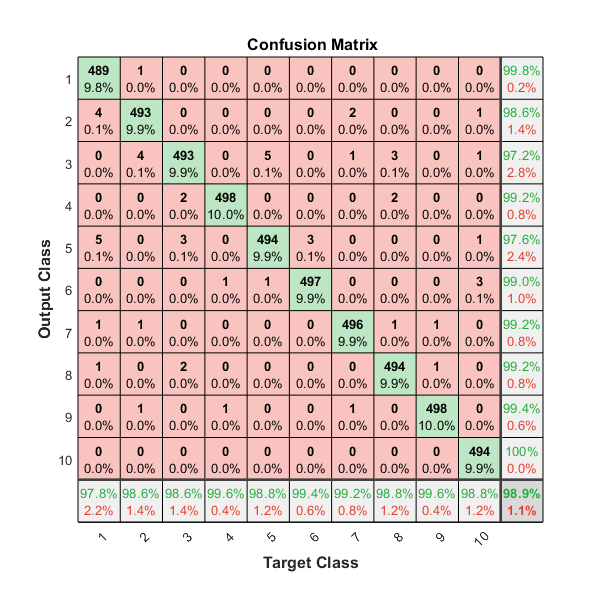 Confusion Matrix
1 489 1 0 0 0 0 0 0 0 0 99.8%
9.8% 0.0% 0.0% 0.0% 0.0% 0.0% 0.0% 0.0% 0.0% 0.0% 0.2%
2 4 493 0 0 0 0 2 0 0 1 98.6%
0.1% 9.9% 0.0% 0.0% 0.0% 0.0% 0.0% 0.0% 0.0% 0.0% 1.4%
3 0 4 493 0 5 0 1 3 0 1 97.2%
0.0% 0.1% 9.9% 0.0% 0.1% 0.0% 0.0% 0.1% 0.0% 0.0% 2.8%
4 0 0 2 498 0 0 0 2 0 0 99.2%
0.0% 0.0% 0.0% 10.0% 0.0% 0.0% 0.0% 0.0% 0.0% 0.0% 0.8%
5 5 0 3 0 494 3 0 0 0 1 97.6%
0.1% 0.0% 0.1% 0.0% 9.9% 0.1% 0.0% 0.0% 0.0% 0.0% 2.4%
6 0 0 0 1 1 497 0 0 0 3 99.0%
0.0% 0.0% 0.0% 0.0% 0.0% 9.9% 0.0% 0.0% 0.0% 0.1% 1.0%
7 1 1 0 0 0 0 496 1 1 0 99.2%
0.0% 0.0% 0.0% 0.0% 0.0% 0.0% 9.9% 0.0% 0.0% 0.0% 0.8%
8 1 0 2 0 0 0 0 494 1 0 99.2%
0.0% 0.0% 0.0% 0.0% 0.0% 0.0% 0.0% 9.9% 0.0% 0.0% 0.8%
9 0 1 0 1 0 0 1 0 498 0 99.4%
0.0% 0.0% 0.0% 0.0% 0.0% 0.0% 0.0% 0.0% 10.0% 0.0% 0.6%
10 0 0 0 0 0 0 0 0 0 494 100%
0.0% 0.0% 0.0% 0.0% 0.0% 0.0% 0.0% 0.0% 0.0% 9.9% 0.0%
97.8% 98.6% 98.6% 99.6% 98.8% 99.4% 99.2% 98.8% 99.6% 98.8% 98.9%
2.2% 1.4% 1.4% 0.4% 1.2% 0.6% 0.8% 1.2% 0.4% 1.2% 1.1%
1 2 3 4 5 6 7 8 9 10
Target Class
Output Class